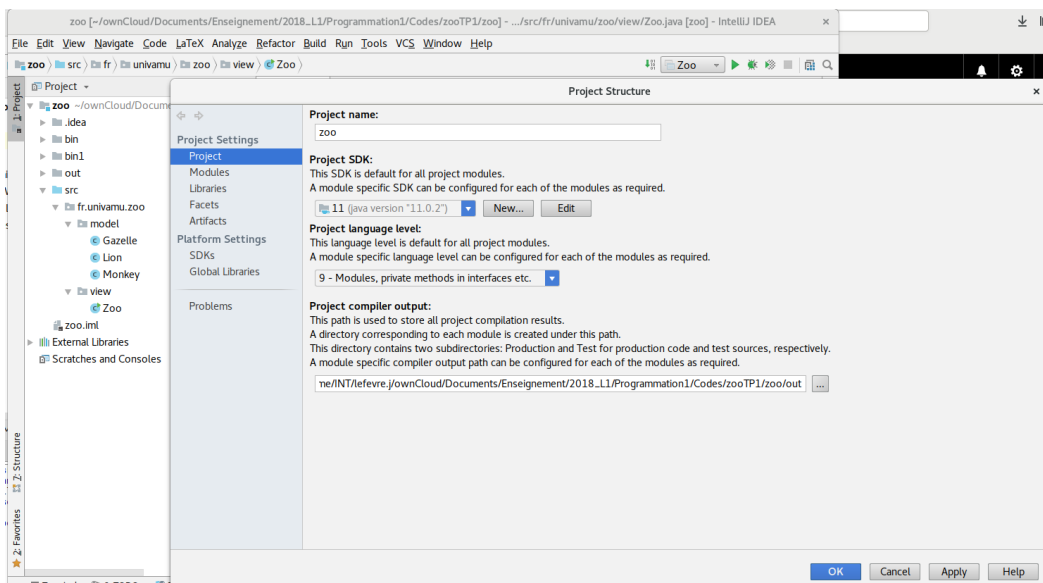 zoo [~/ownCloud/Documents/Enseignement/2018_L1/Programmation1/Codes/zooTP1/zoo] - .../src/fr/univamu/zoo/view/Zoo.java [zoo] - IntelliJ IDEA
File Edit View Navigate Code LaTeX Analyze Refactor Build Run Tools VCS Window Help
zoo src fr univamu zoo view Zoo
Zoo
1: Project
Project
zoo ~/ownCloud/Docume
.idea
bin
bin1
out
src
fr.univamu.zoo
model
Gazelle
Lion
Monkey
view
Zoo
zoo.iml
External Libraries
Scratches and Consoles
7: Structure
2: Favorites
Project Structure
Project Settings
Project
Modules
Libraries
Facets
Artifacts
Platform Settings
SDKs
Global Libraries
Problems
Project name:
zoo
Project SDK:
This SDK is default for all project modules.
A module specific SDK can be configured for each of the modules as required.
11 (java version "11.0.2") New... Edit
Project language level:
This language level is default for all project modules.
A module specific language level can be configured for each of the modules as required.
9 - Modules, private methods in interfaces etc.
Project compiler output:
This path is used to store all project compilation results.
A directory corresponding to each module is created under this path.
This directory contains two subdirectories: Production and Test for production code and test sources, respectively.
A module specific compiler output path can be configured for each of the modules as required.
ne/INT/lefevre.j/ownCloud/Documents/Enseignement/2018_L1/Programmation1/Codes/zooTP1/zoo/out ...
OK Cancel Apply Help